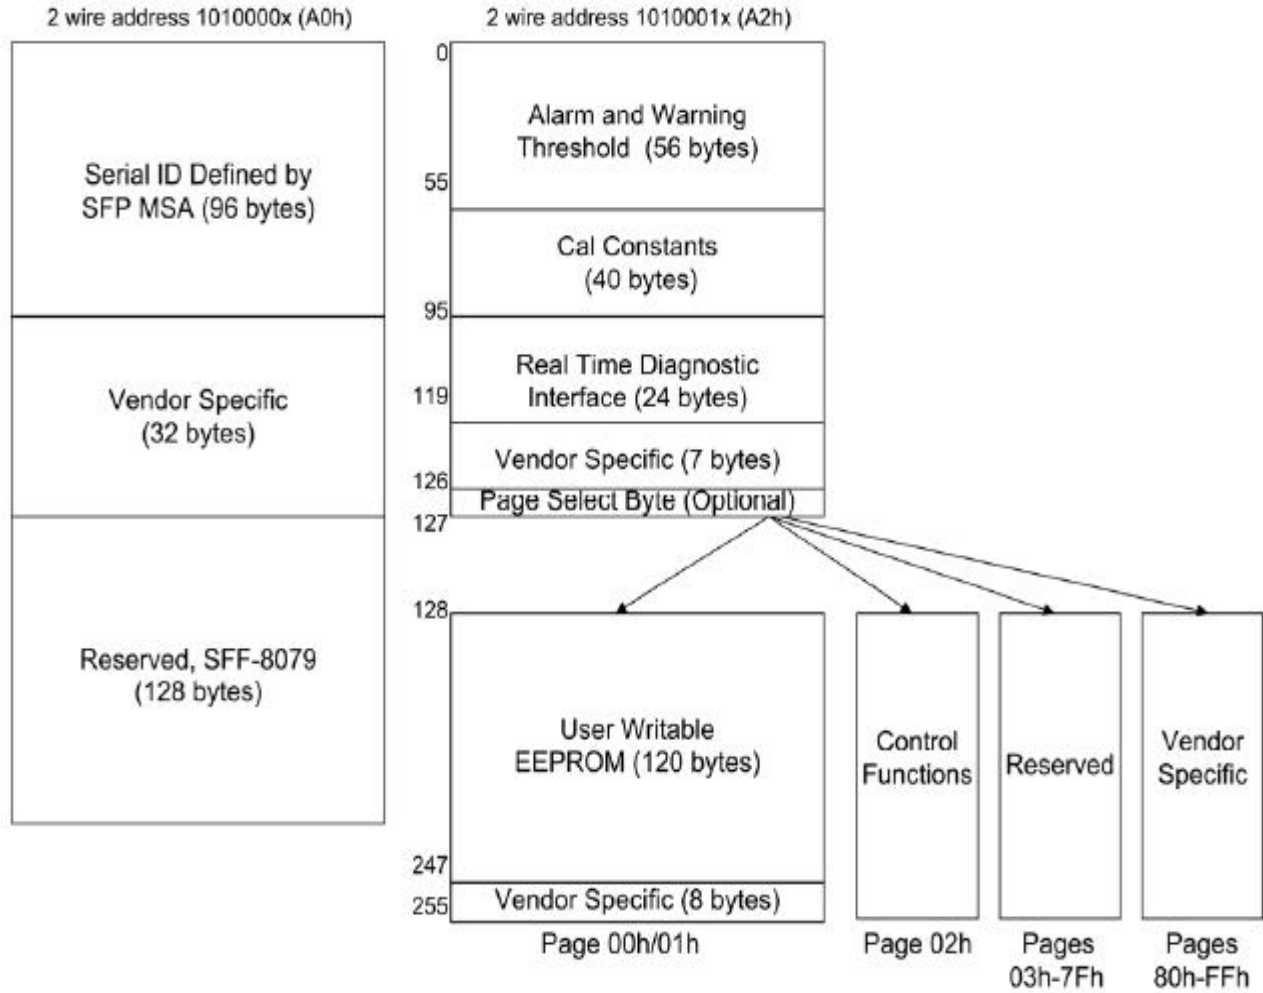 2 wire address 1010000x (A0h)
Serial ID Defined by
SFP MSA (96 bytes)
Vendor Specific
(32 bytes)
Reserved, SFF-8079
(128 bytes)
2 wire address 1010001x (A2h)
0
Alarm and Warning
Threshold (56 bytes)
55
Cal Constants
(40 bytes)
95
Real Time Diagnostic
Interface (24 bytes)
119
Vendor Specific (7 bytes)
126
Page Select Byte (Optional)
127
128
User Writable
EEPROM (120 bytes)
247
Vendor Specific (8 bytes)
255
Page 00h/01h
Control
Functions
Page 02h
Reserved
Pages
03h-7Fh
Vendor
Specific
Pages
80h-FFh